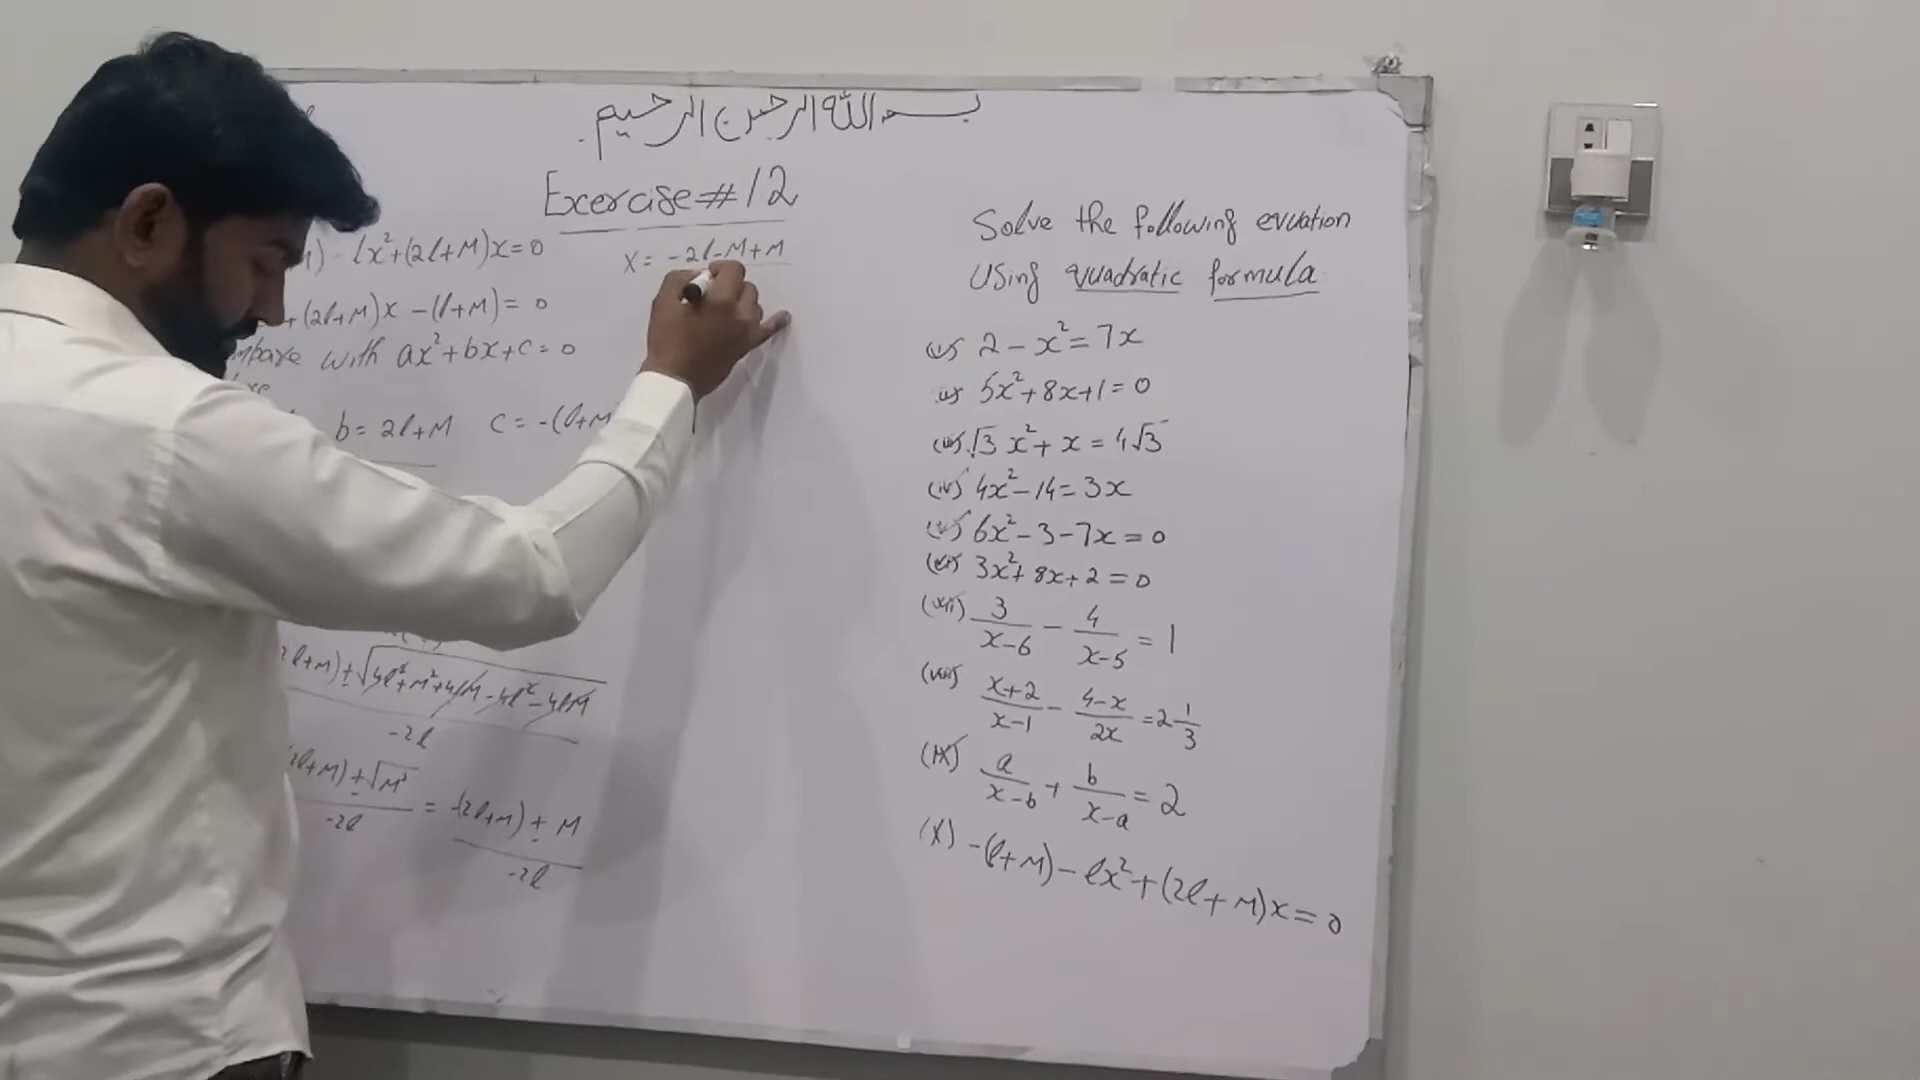 بسم الله الرحمن الرحيم
Excercise #12
) - lx²+(2l+M)x=0
+(2l+M)x -(l+M)= 0
mpare with ax²+bx+c=0
b= 2l+M C= -(l+M
2l+M) ± √4l²+M²+4lM-4l²-4lM
-2l
2l+M) ± √M²
-2l
= -(2l+M) ± M
-2l
X= -2l-M+M
Solve the following evuation
Using quadratic formula
(i) 2 - x² = 7x
(ii) 5x²+8x+1=0
(iii) √3 x²+ x = 4√3
(iv) 4x²-14=3x
(v) 6x²-3-7x=0
(vi) 3x²+8x+2=0
(vii) 3/(x-6) - 4/(x-5) = 1
(viii) (x+2)/(x-1) - (4-x)/2x = 2 1/3
(ix) a/(x-b) + b/(x-a) = 2
(X) -(l+M)-lx²+(2l+M)x=0